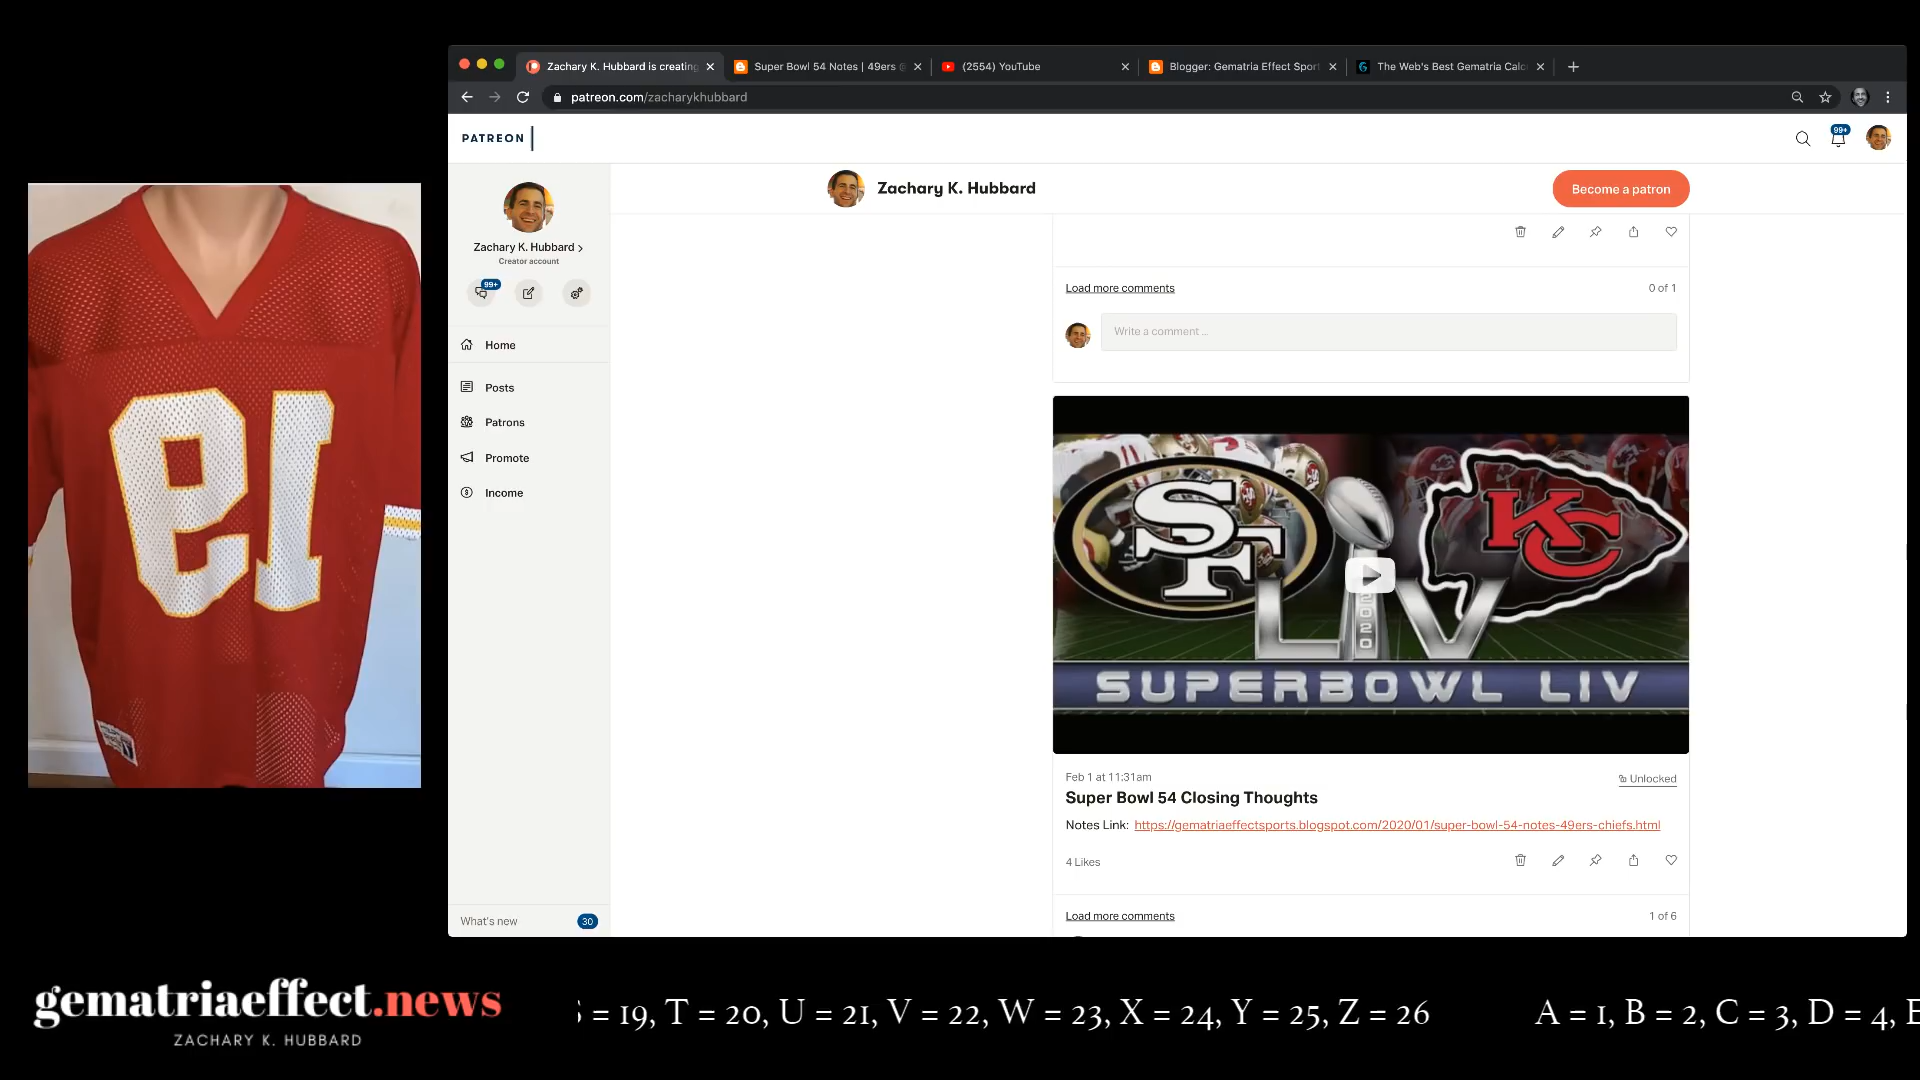 Zachary K. Hubbard is creating
Super Bowl 54 Notes | 49ers
(2554) YouTube
Blogger: Gematria Effect Sport
The Web's Best Gematria Calc
patreon.com/zacharykhubbard
PATREON
99+
Zachary K. Hubbard
Become a patron
Zachary K. Hubbard
Creator account
99+
Home
Posts
Patrons
Promote
Income
What's new
30
Load more comments
0 of 1
Write a comment ...
SF
KC
LIV
2020
SUPERBOWL LIV
Feb 1 at 11:31am
Unlocked
Super Bowl 54 Closing Thoughts
Notes Link: https://gematriaeffectsports.blogspot.com/2020/01/super-bowl-54-notes-49ers-chiefs.html
4 Likes
Load more comments
1 of 6
19
gematriaeffect.news
ZACHARY K. HUBBARD
= 19, T = 20, U = 21, V = 22, W = 23, X = 24, Y = 25, Z = 26
A = 1, B = 2, C = 3, D = 4, E